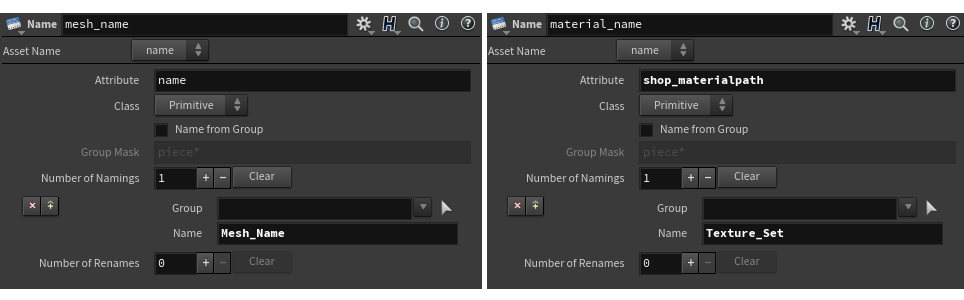 Name mesh_name
Asset Name name
Attribute name
Class Primitive
Name from Group
Group Mask piece*
Number of Namings 1 + − Clear
Group
Name Mesh_Name
Number of Renames 0 + − Clear
Name material_name
Asset Name name
Attribute shop_materialpath
Class Primitive
Name from Group
Group Mask piece*
Number of Namings 1 + − Clear
Group
Name Texture_Set
Number of Renames 0 + − Clear